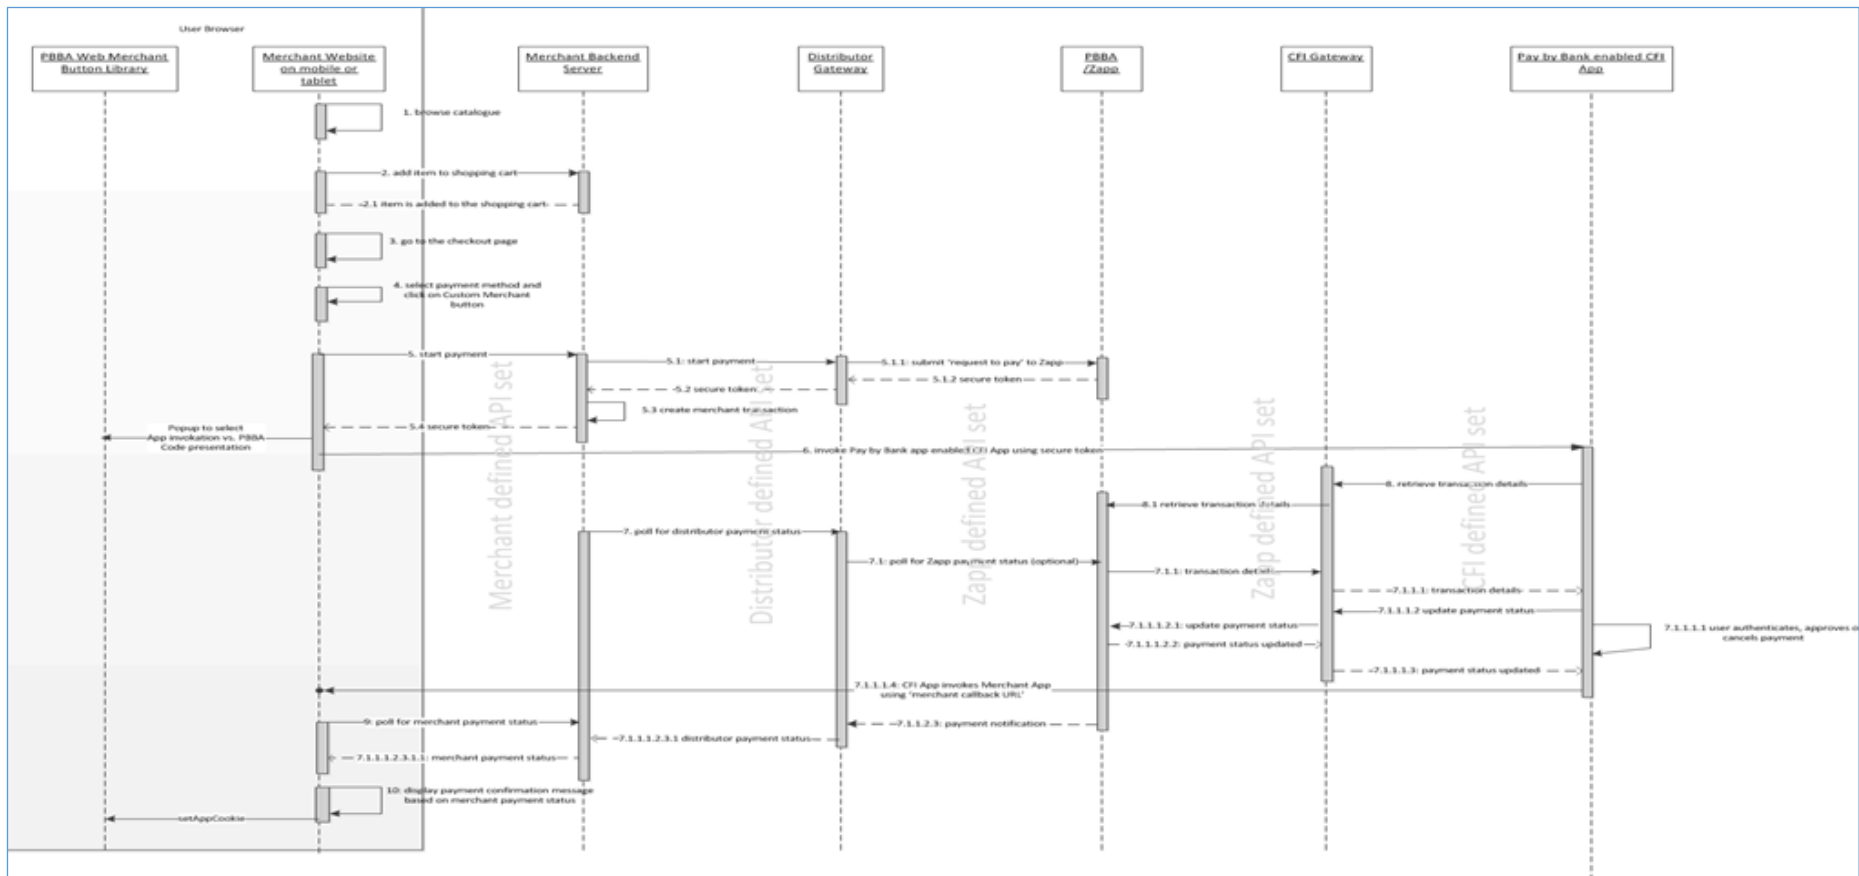 User Browser
PBBA Web Merchant
Button Library
Merchant Website
on mobile or
tablet
Merchant Backend
Server
Distributor
Gateway
PBBA
/Zapp
CFI Gateway
Pay by Bank enabled CFI
App
1. browse catalogue
2. add item to shopping cart
2.1 item is added to the shopping cart
3. go to the checkout page
4. select payment method and
click on Custom Merchant
button
5. start payment
5.1: start payment
5.1.1: submit 'request to pay' to Zapp
5.1.2 secure token
5.2 secure token
5.3 create merchant transaction
5.4 secure token
Popup to select
App invokation vs. PBBA
Code presentation
6. invoke Pay by Bank app enabled CFI App using secure token
Merchant defined API set
Distributor defined API set
Zapp defined API set
Zapp defined API set
CFI defined API set
8. retrieve transaction details
8.1 retrieve transaction details
7. poll for distributor payment status
7.1: poll for Zapp payment status (optional)
7.1.1: transaction details
7.1.1.1: transaction details
7.1.1.1.2 update payment status
7.1.1.1.2.1: update payment status
7.1.1.1.1 user authenticates, approves o
cancels payment
7.1.1.1.2.2: payment status updated
7.1.1.1.3: payment status updated
7.1.1.1.4: CFI App invokes Merchant App
using 'merchant callback URL'
9: poll for merchant payment status
7.1.1.2.3: payment notification
7.1.1.1.2.3.1 distributor payment status
7.1.1.1.2.3.1.1: merchant payment status
10: display payment confirmation message
based on merchant payment status
setAppCookie